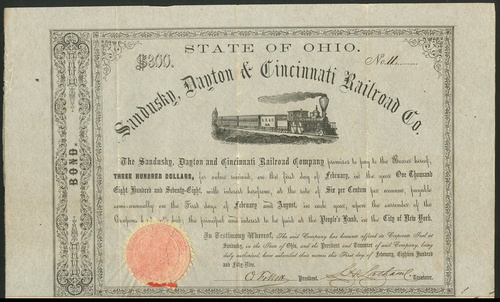 STATE OF OHIO.
$300.
No. 11
Sandusky, Dayton & Cincinnati Railroad Co.
BOND.
The Sandusky, Dayton and Cincinnati Railroad Company promises to pay to the Bearer hereof,
THREE HUNDRED DOLLARS, for value received, on the first day of February, in the year One Thousand
Eight Hundred and Seventy-Eight, with interest hereform, at the rate of Six per Centum per annum, payable
semi-annually on the First days of February and August, in each year, upon the surrender of the
Coupons hereto, the principal and interest to be paid at the People's Bank, in the City of New York.
In Testimony Whereof, The said Company has hereunto affixed its Corporate Seal at
Sandusky, in the State of Ohio, and the President and Treasurer of said Company, being
duly authorized, have subscribed their names this First day of February, Eighteen Hundred
and Fifty-Nine.
President.
Treasurer.